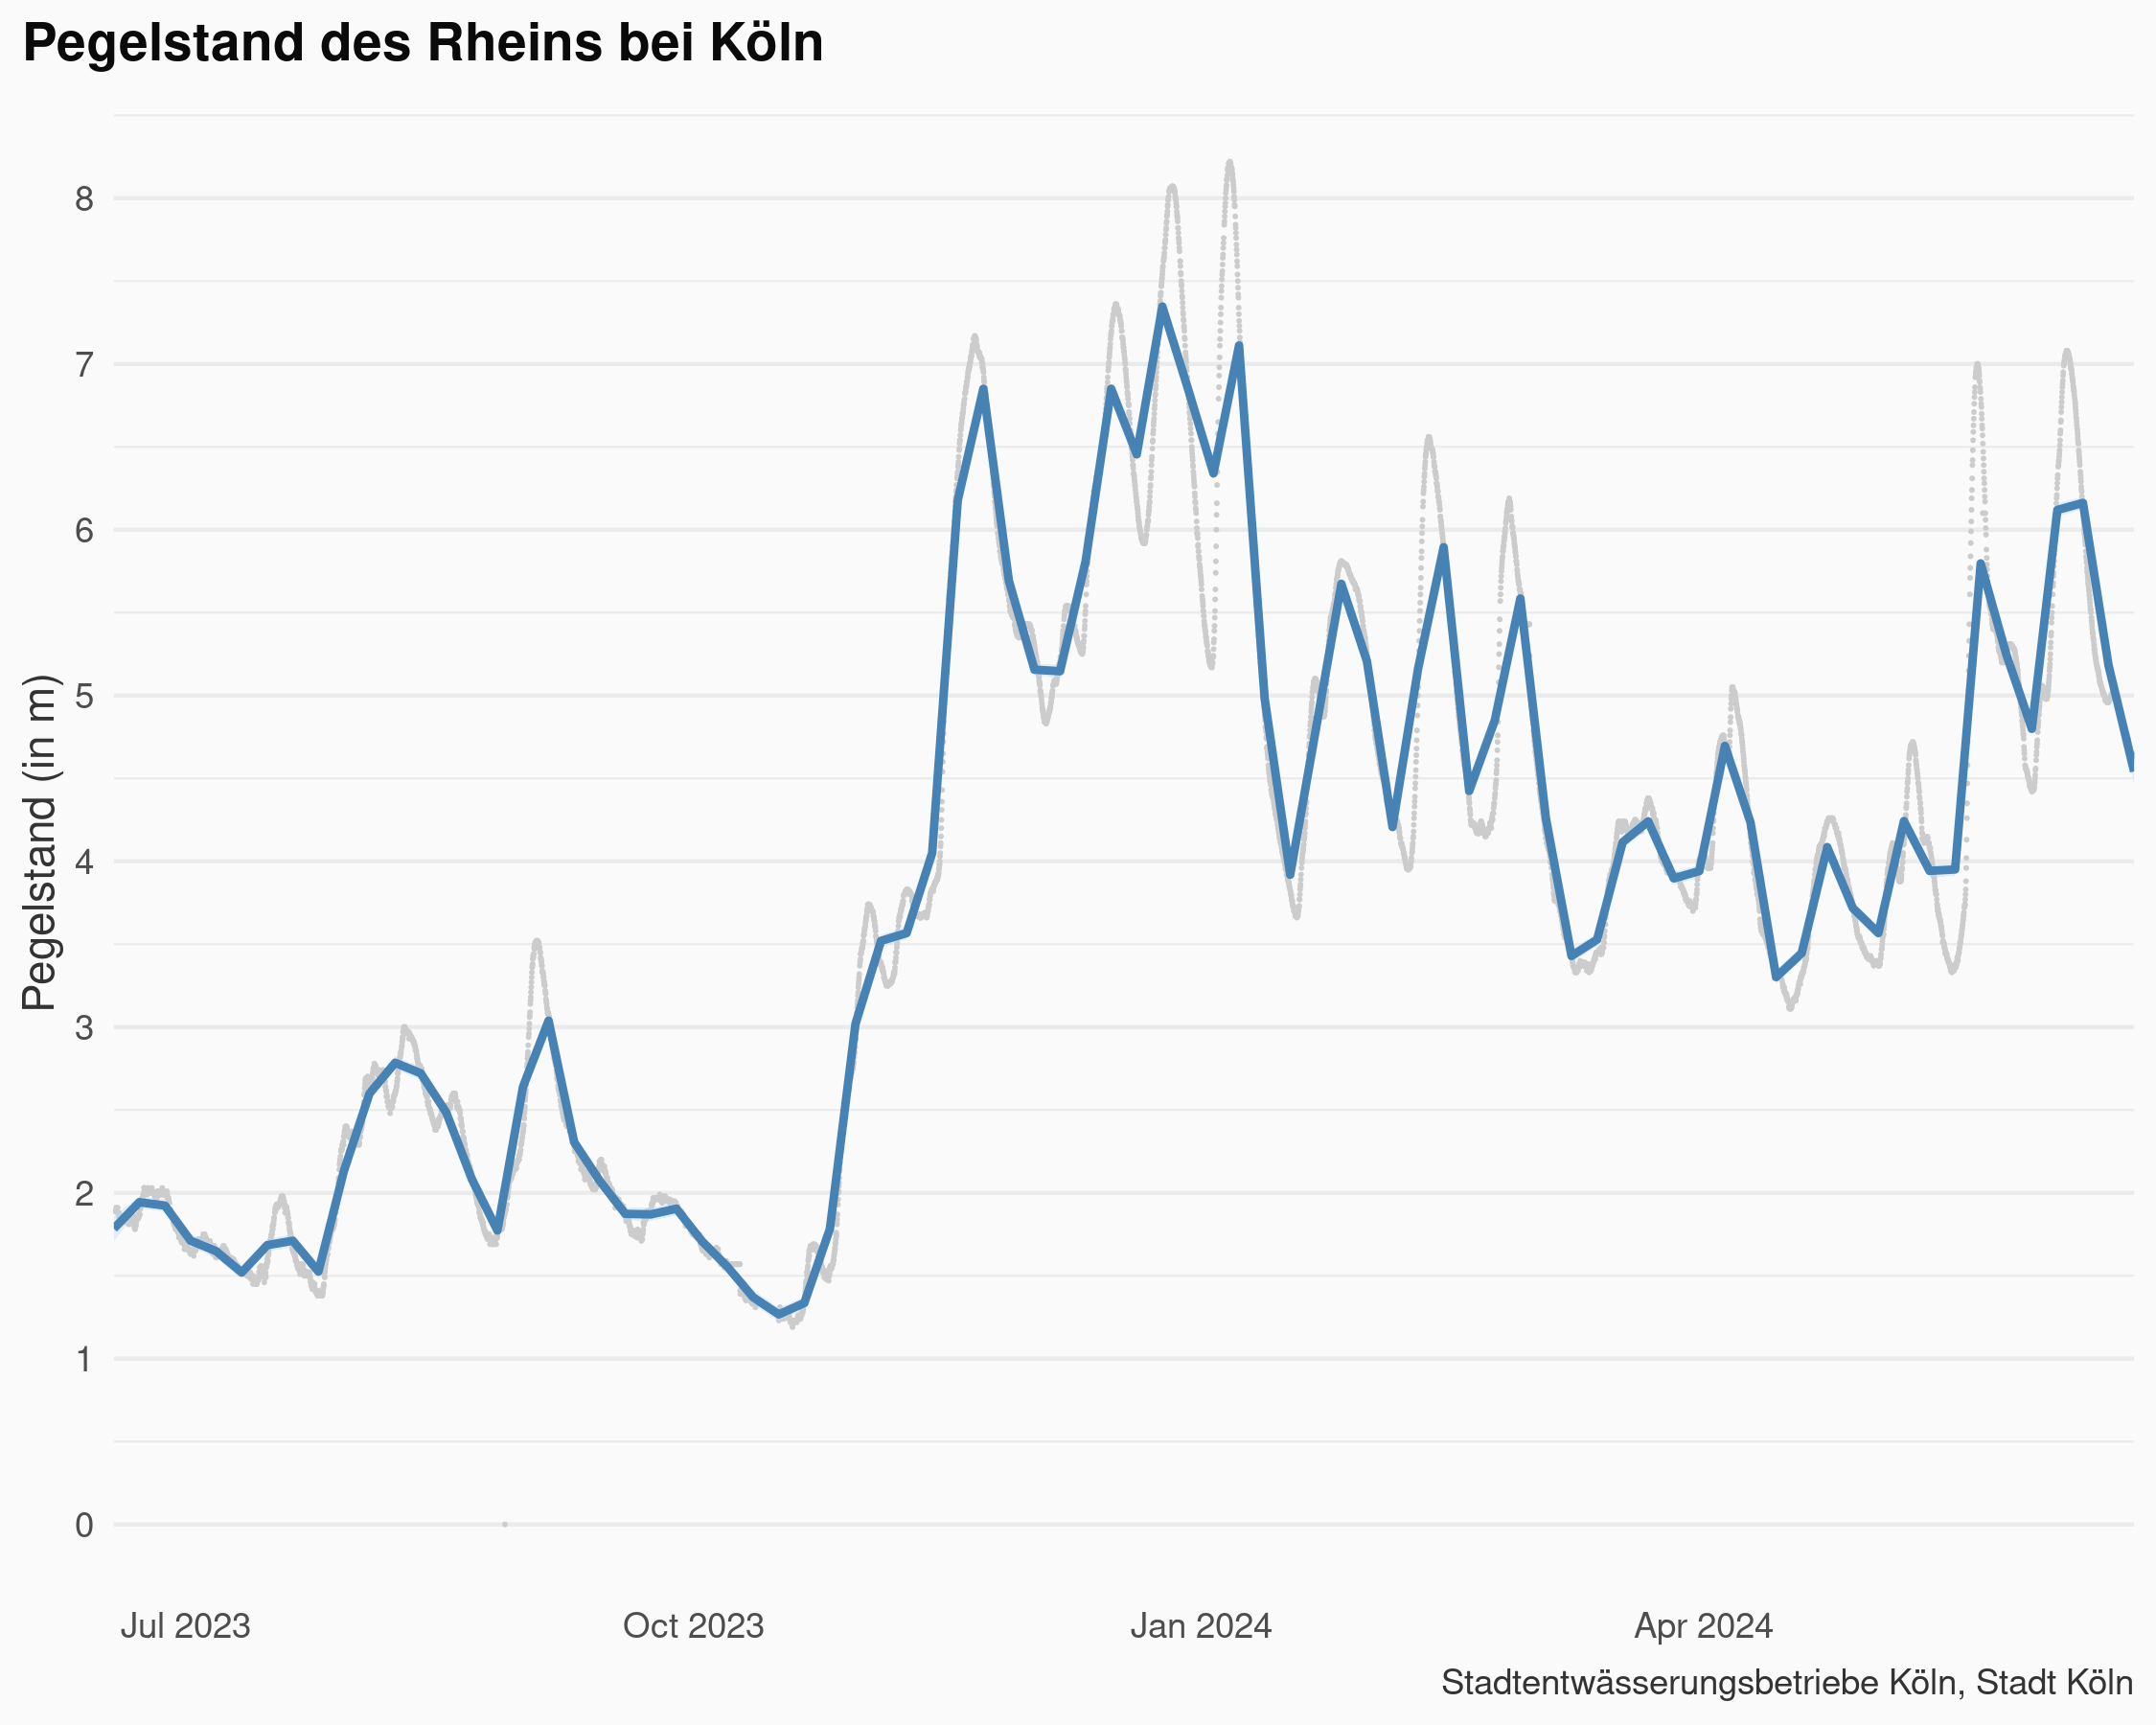 Pegelstand des Rheins bei Köln
Pegelstand (in m)
8
7
6
5
4
3
2
1
0
Jul 2023 Oct 2023 Jan 2024 Apr 2024
Stadtentwässerungsbetriebe Köln, Stadt Köln